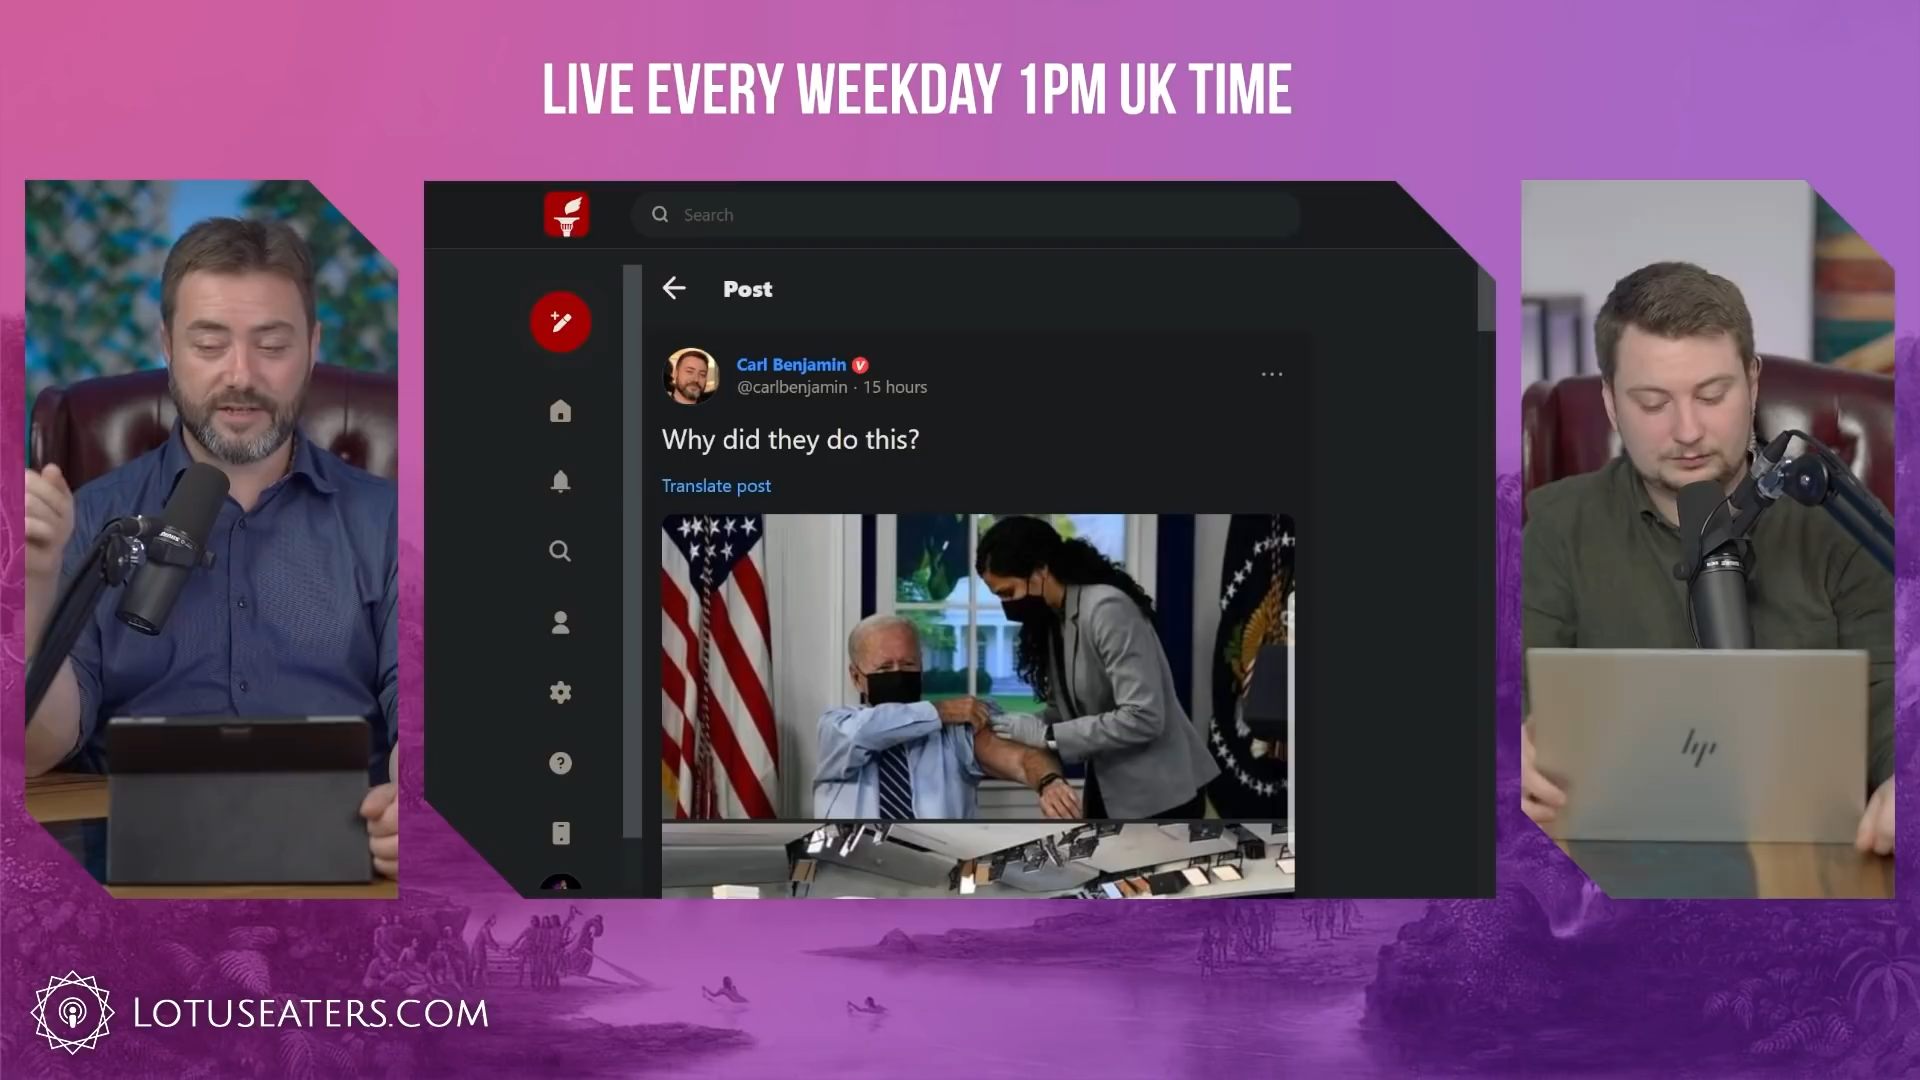 LIVE EVERY WEEKDAY 1PM UK TIME
Search
Post
Carl Benjamin
@carlbenjamin · 15 hours
Why did they do this?
Translate post
hp
LOTUSEATERS.COM